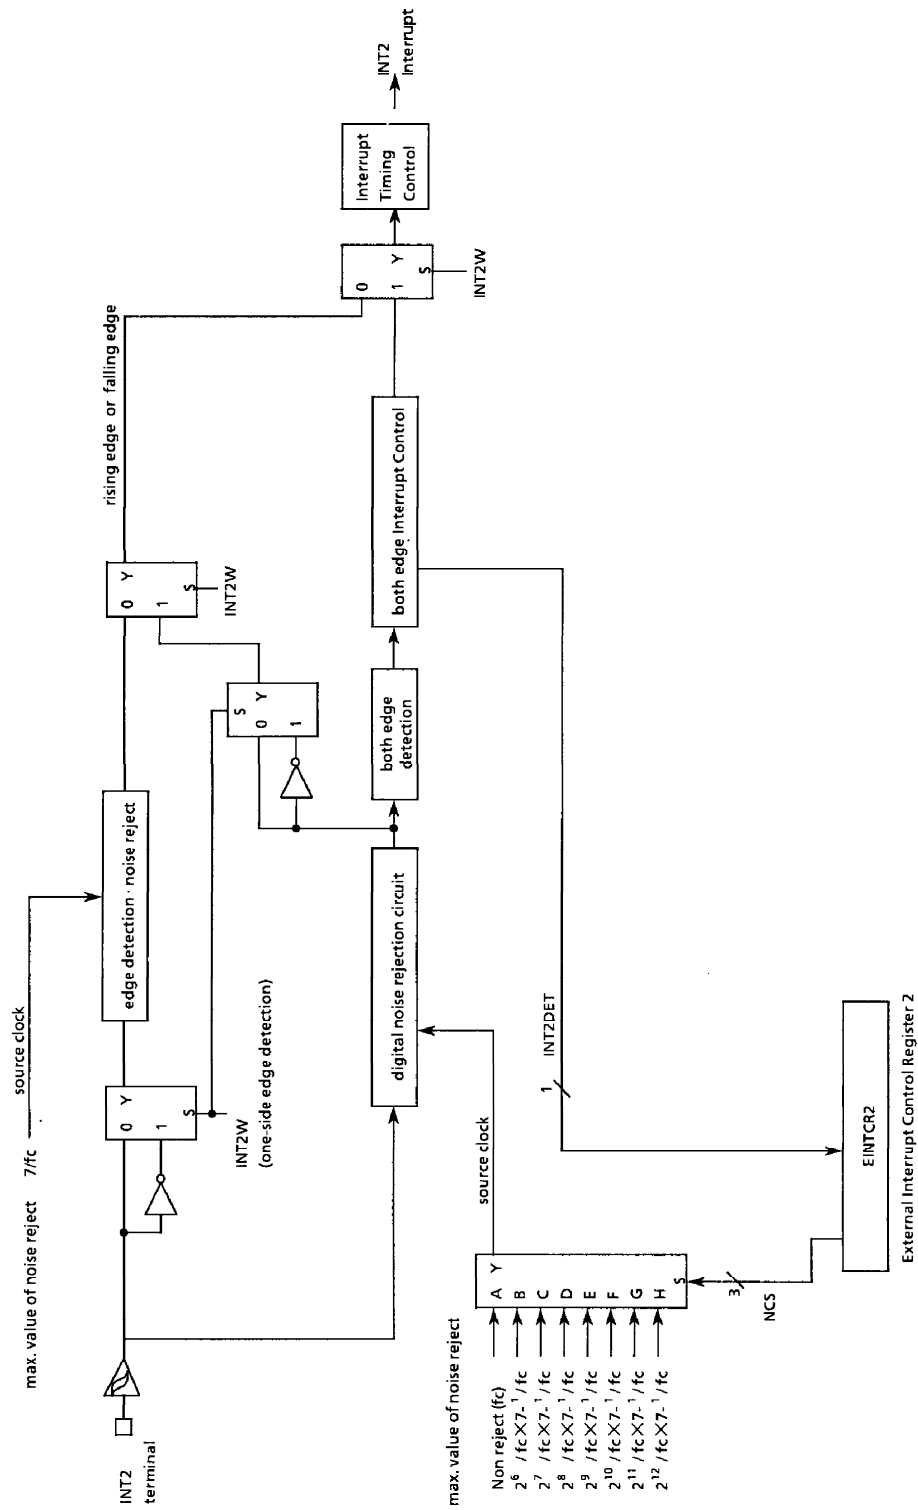 max. value of noise reject 7/fc
source clock
INT2
terminal
0 Y
1
S
INT2W
(one-side edge detection)
edge detection · noise reject
S
0 Y
1
0 Y
1
S
INT2W
rising edge or falling edge
digital noise rejection circuit
both edge
detection
both edge Interrupt Control
0
1 Y
S
INT2W
Interrupt
Timing
Control
INT2
Interrupt
max. value of noise reject
Non reject (fc)
2⁶ /fc×7-¹/fc
2⁷ /fc×7-¹/fc
2⁸ /fc×7-¹/fc
2⁹ /fc×7-¹/fc
2¹⁰ /fc×7-¹/fc
2¹¹ /fc×7-¹/fc
2¹² /fc×7-¹/fc
A Y
B
C
D
E
F
G
H
S
source clock
3
NCS
1
INT2DET
EINTCR2
External Interrupt Control Register 2